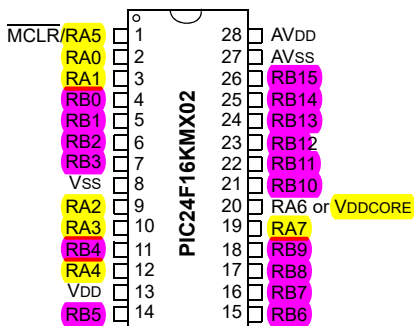 MCLR/RA5 1 28 AVDD
RA0 2 27 AVSS
RA1 3 26 RB15
RB0 4 25 RB14
RB1 5 24 RB13
RB2 6 23 RB12
RB3 7 22 RB11
VSS 8 21 RB10
RA2 9 20 RA6 or VDDCORE
RA3 10 19 RA7
RB4 11 18 RB9
RA4 12 17 RB8
VDD 13 16 RB7
RB5 14 15 RB6
PIC24F16KMX02